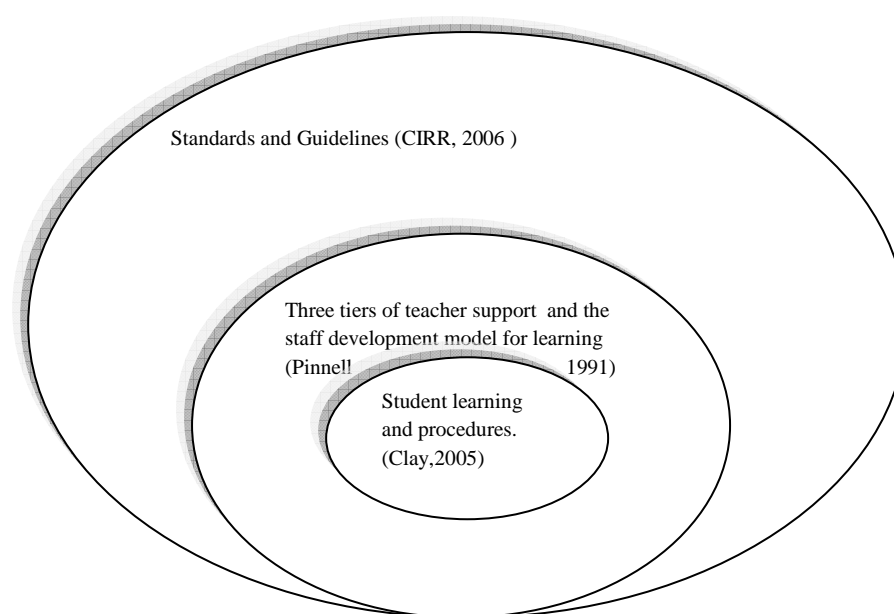 Standards and Guidelines (CIRR, 2006 )
Three tiers of teacher support and the
staff development model for learning
(Pinnell 1991)
Student learning
and procedures.
(Clay,2005)